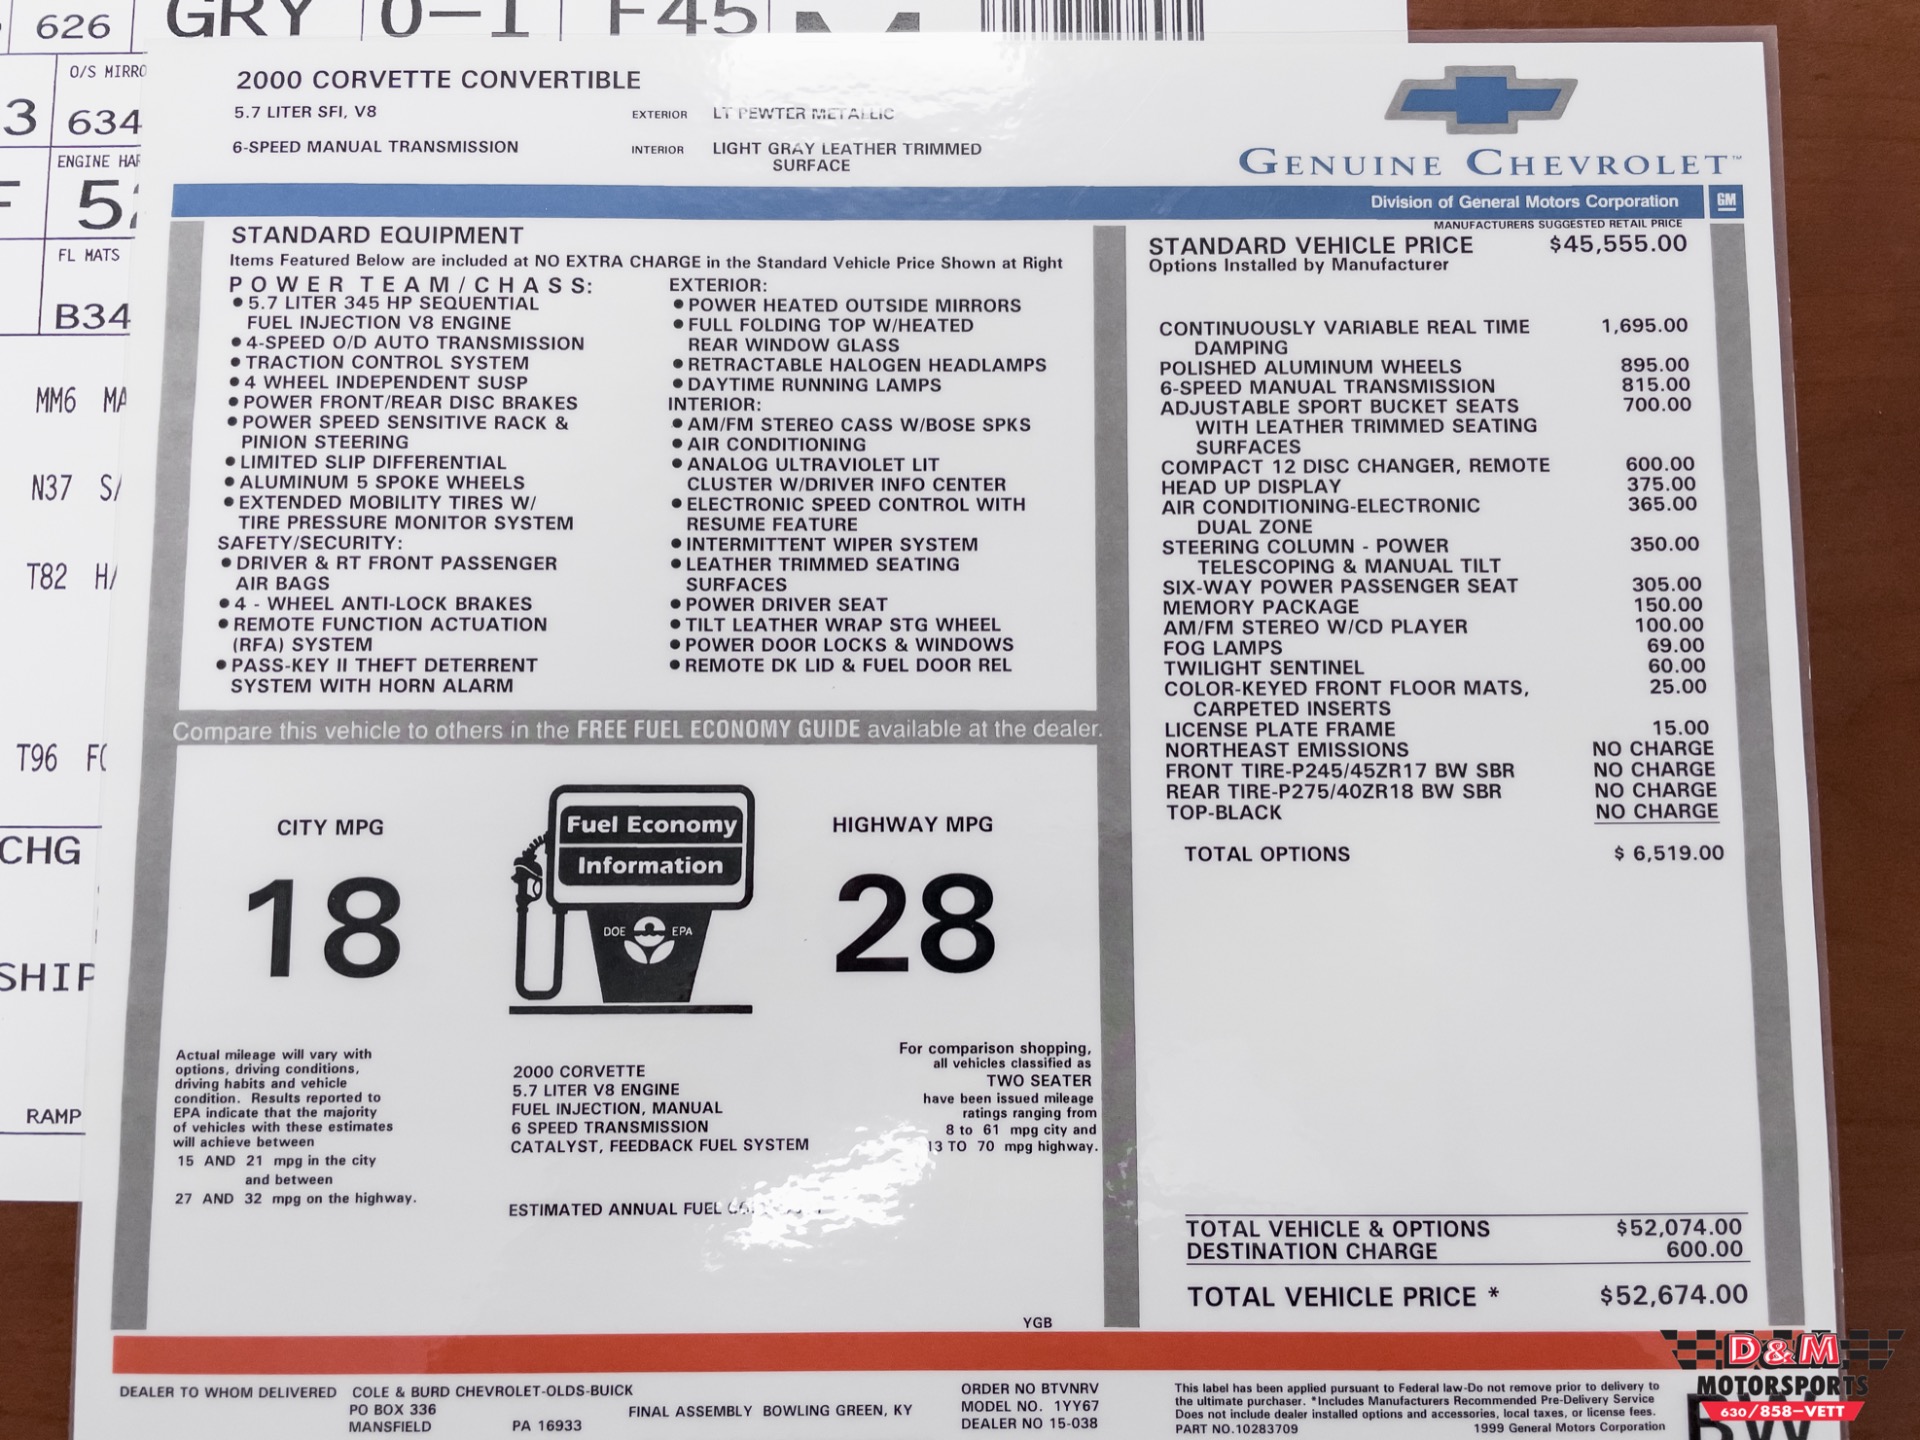 626
GRY
0-1
F45
O/S MIRRO
3
634
ENGINE HAR
F
FL MATS
B34
MM6 MA
N37 S/
T82 H/
T96 FO
CHG
SHIP
RAMP
2000 CORVETTE CONVERTIBLE
5.7 LITER SFI, V8
EXTERIOR LT PEWTER METALLIC
6-SPEED MANUAL TRANSMISSION
INTERIOR LIGHT GRAY LEATHER TRIMMED
SURFACE
GENUINE CHEVROLET™
Division of General Motors Corporation
GM
STANDARD EQUIPMENT
Items Featured Below are included at NO EXTRA CHARGE in the Standard Vehicle Price Shown at Right
POWER TEAM/CHASS:
• 5.7 LITER 345 HP SEQUENTIAL
FUEL INJECTION V8 ENGINE
• 4-SPEED O/D AUTO TRANSMISSION
• TRACTION CONTROL SYSTEM
• 4 WHEEL INDEPENDENT SUSP
• POWER FRONT/REAR DISC BRAKES
• POWER SPEED SENSITIVE RACK &
PINION STEERING
• LIMITED SLIP DIFFERENTIAL
• ALUMINUM 5 SPOKE WHEELS
• EXTENDED MOBILITY TIRES W/
TIRE PRESSURE MONITOR SYSTEM
SAFETY/SECURITY:
• DRIVER & RT FRONT PASSENGER
AIR BAGS
• 4 - WHEEL ANTI-LOCK BRAKES
• REMOTE FUNCTION ACTUATION
(RFA) SYSTEM
• PASS-KEY II THEFT DETERRENT
SYSTEM WITH HORN ALARM
EXTERIOR:
• POWER HEATED OUTSIDE MIRRORS
• FULL FOLDING TOP W/HEATED
REAR WINDOW GLASS
• RETRACTABLE HALOGEN HEADLAMPS
• DAYTIME RUNNING LAMPS
INTERIOR:
• AM/FM STEREO CASS W/BOSE SPKS
• AIR CONDITIONING
• ANALOG ULTRAVIOLET LIT
CLUSTER W/DRIVER INFO CENTER
• ELECTRONIC SPEED CONTROL WITH
RESUME FEATURE
• INTERMITTENT WIPER SYSTEM
• LEATHER TRIMMED SEATING
SURFACES
• POWER DRIVER SEAT
• TILT LEATHER WRAP STG WHEEL
• POWER DOOR LOCKS & WINDOWS
• REMOTE DK LID & FUEL DOOR REL
MANUFACTURERS SUGGESTED RETAIL PRICE
STANDARD VEHICLE PRICE $45,555.00
Options Installed by Manufacturer
CONTINUOUSLY VARIABLE REAL TIME 1,695.00
DAMPING
POLISHED ALUMINUM WHEELS 895.00
6-SPEED MANUAL TRANSMISSION 815.00
ADJUSTABLE SPORT BUCKET SEATS 700.00
WITH LEATHER TRIMMED SEATING
SURFACES
COMPACT 12 DISC CHANGER, REMOTE 600.00
HEAD UP DISPLAY 375.00
AIR CONDITIONING-ELECTRONIC 365.00
DUAL ZONE
STEERING COLUMN - POWER 350.00
TELESCOPING & MANUAL TILT
SIX-WAY POWER PASSENGER SEAT 305.00
MEMORY PACKAGE 150.00
AM/FM STEREO W/CD PLAYER 100.00
FOG LAMPS 69.00
TWILIGHT SENTINEL 60.00
COLOR-KEYED FRONT FLOOR MATS, 25.00
CARPETED INSERTS
LICENSE PLATE FRAME 15.00
NORTHEAST EMISSIONS NO CHARGE
FRONT TIRE-P245/45ZR17 BW SBR NO CHARGE
REAR TIRE-P275/40ZR18 BW SBR NO CHARGE
TOP-BLACK NO CHARGE
TOTAL OPTIONS $ 6,519.00
TOTAL VEHICLE & OPTIONS $52,074.00
DESTINATION CHARGE 600.00
TOTAL VEHICLE PRICE * $52,674.00
Compare this vehicle to others in the FREE FUEL ECONOMY GUIDE available at the dealer.
CITY MPG
18
Fuel Economy
Information
DOE EPA
HIGHWAY MPG
28
Actual mileage will vary with
options, driving conditions,
driving habits and vehicle
condition. Results reported to
EPA indicate that the majority
of vehicles with these estimates
will achieve between
15 AND 21 mpg in the city
and between
27 AND 32 mpg on the highway.
2000 CORVETTE
5.7 LITER V8 ENGINE
FUEL INJECTION, MANUAL
6 SPEED TRANSMISSION
CATALYST, FEEDBACK FUEL SYSTEM
ESTIMATED ANNUAL FUEL
For comparison shopping,
all vehicles classified as
TWO SEATER
have been issued mileage
ratings ranging from
8 to 61 mpg city and
13 TO 70 mpg highway.
YGB
DEALER TO WHOM DELIVERED COLE & BURD CHEVROLET-OLDS-BUICK
PO BOX 336
MANSFIELD PA 16933
FINAL ASSEMBLY BOWLING GREEN, KY
ORDER NO BTVNRV
MODEL NO. 1YY67
DEALER NO 15-038
This label has been applied pursuant to Federal law-Do not remove prior to delivery to
the ultimate purchaser. *Includes Manufacturers Recommended Pre-Delivery Service
Does not include dealer installed options and accessories, local taxes, or license fees.
PART NO.10283709 1999 General Motors Corporation
D&M
MOTORSPORTS
630/858-VETT